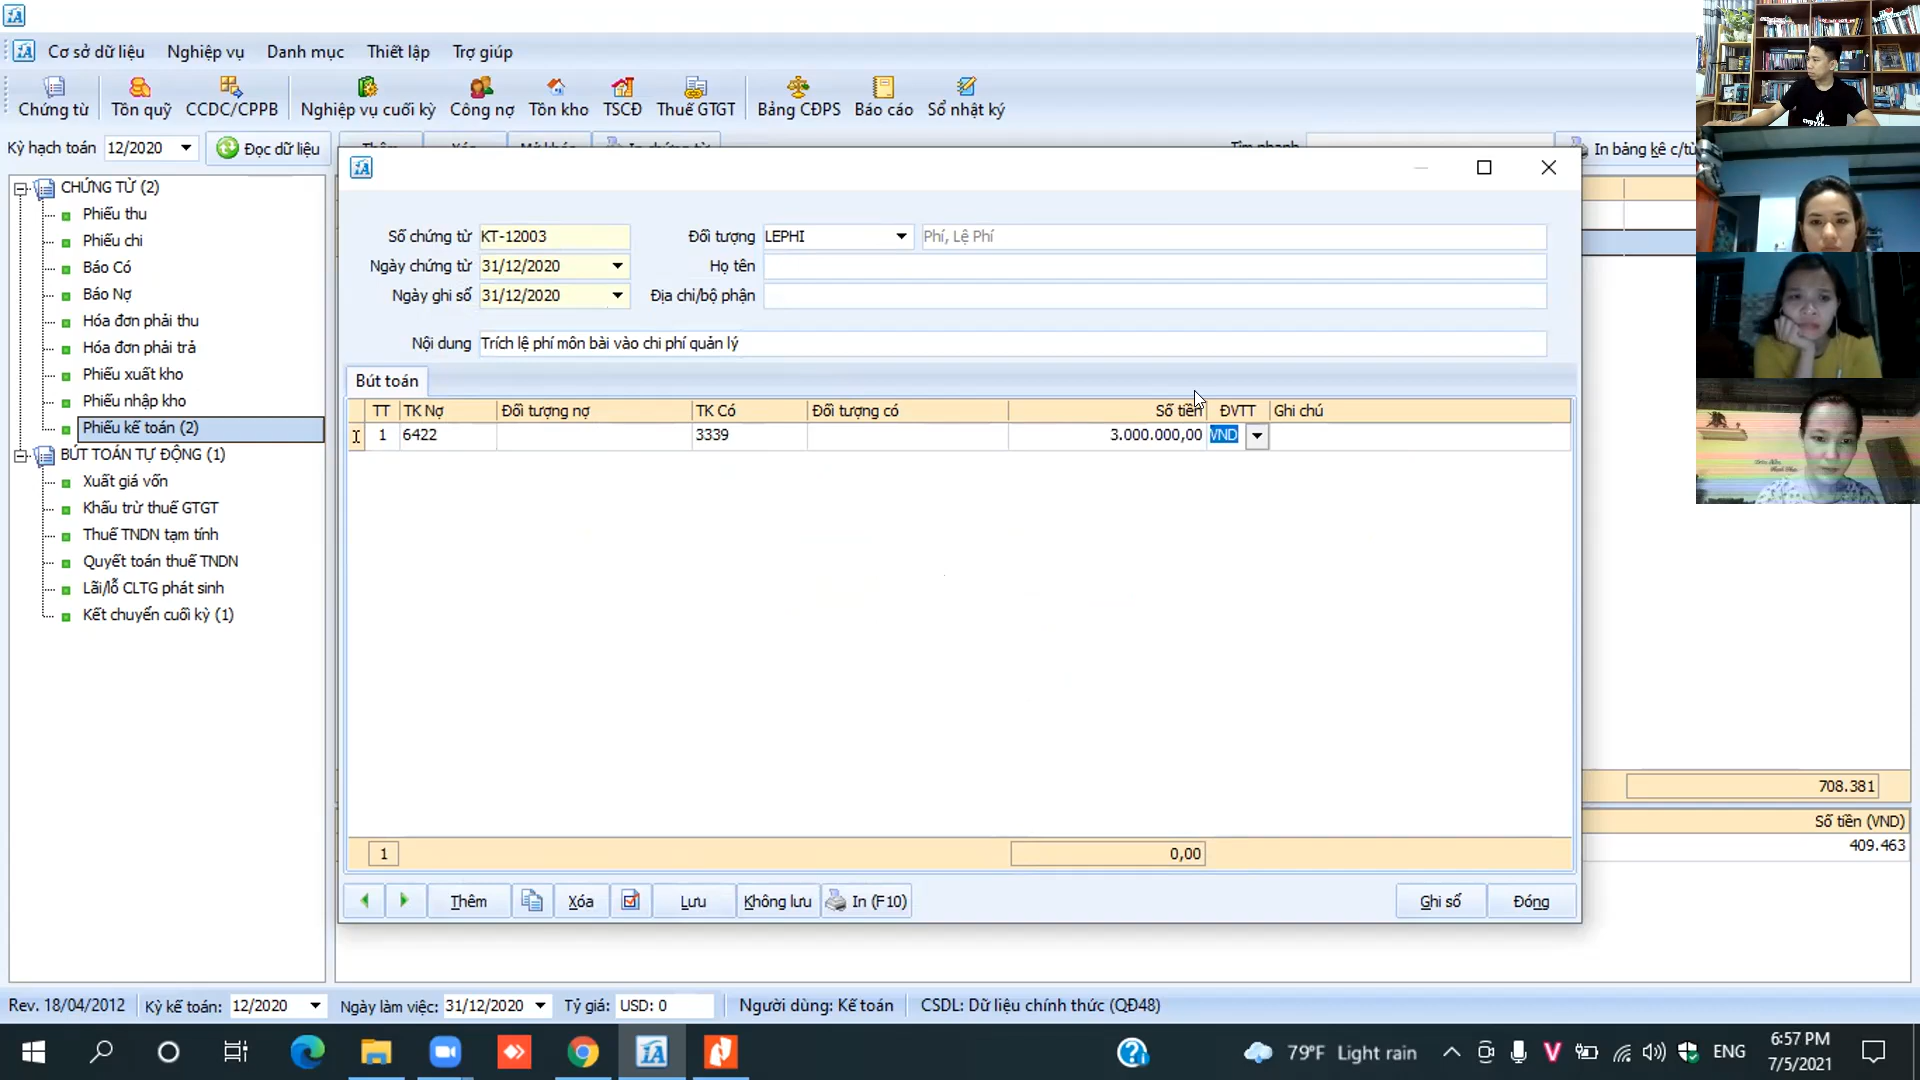 Cơ sở dữ liệu Nghiệp vụ Danh mục Thiết lập Trợ giúp
Chứng từ Tồn quỹ CCDC/CPPB Nghiệp vụ cuối kỳ Công nợ Tồn kho TSCĐ Thuế GTGT Bảng CĐPS Báo cáo Sổ nhật ký
Kỳ hạch toán 12/2020 Đọc dữ liệu In bảng kê c/từ
CHỨNG TỪ (2)
Phiếu thu
Phiếu chi
Báo Có
Báo Nợ
Hóa đơn phải thu
Hóa đơn phải trả
Phiếu xuất kho
Phiếu nhập kho
Phiếu kế toán (2)
BÚT TOÁN TỰ ĐỘNG (1)
Xuất giá vốn
Khấu trừ thuế GTGT
Thuế TNDN tạm tính
Quyết toán thuế TNDN
Lãi/lỗ CLTG phát sinh
Kết chuyển cuối kỳ (1)
Số chứng từ KT-12003 Đối tượng LEPHI Phí, Lệ Phí
Ngày chứng từ 31/12/2020 Họ tên
Ngày ghi sổ 31/12/2020 Địa chỉ/bộ phận
Nội dung Trích lệ phí môn bài vào chi phí quản lý
Bút toán
TT TK Nợ Đối tượng nợ TK Có Đối tượng có Số tiền ĐVTT Ghi chú
1 6422 3339 3.000.000,00 VND
1 0,00
Thêm Xóa Lưu Không lưu In (F10) Ghi sổ Đóng
708.381
Số tiền (VND)
409.463
Rev. 18/04/2012 Kỳ kế toán: 12/2020 Ngày làm việc: 31/12/2020 Tỷ giá: USD: 0 Người dùng: Kế toán CSDL: Dữ liệu chính thức (QĐ48)
79°F Light rain ENG 6:57 PM
7/5/2021